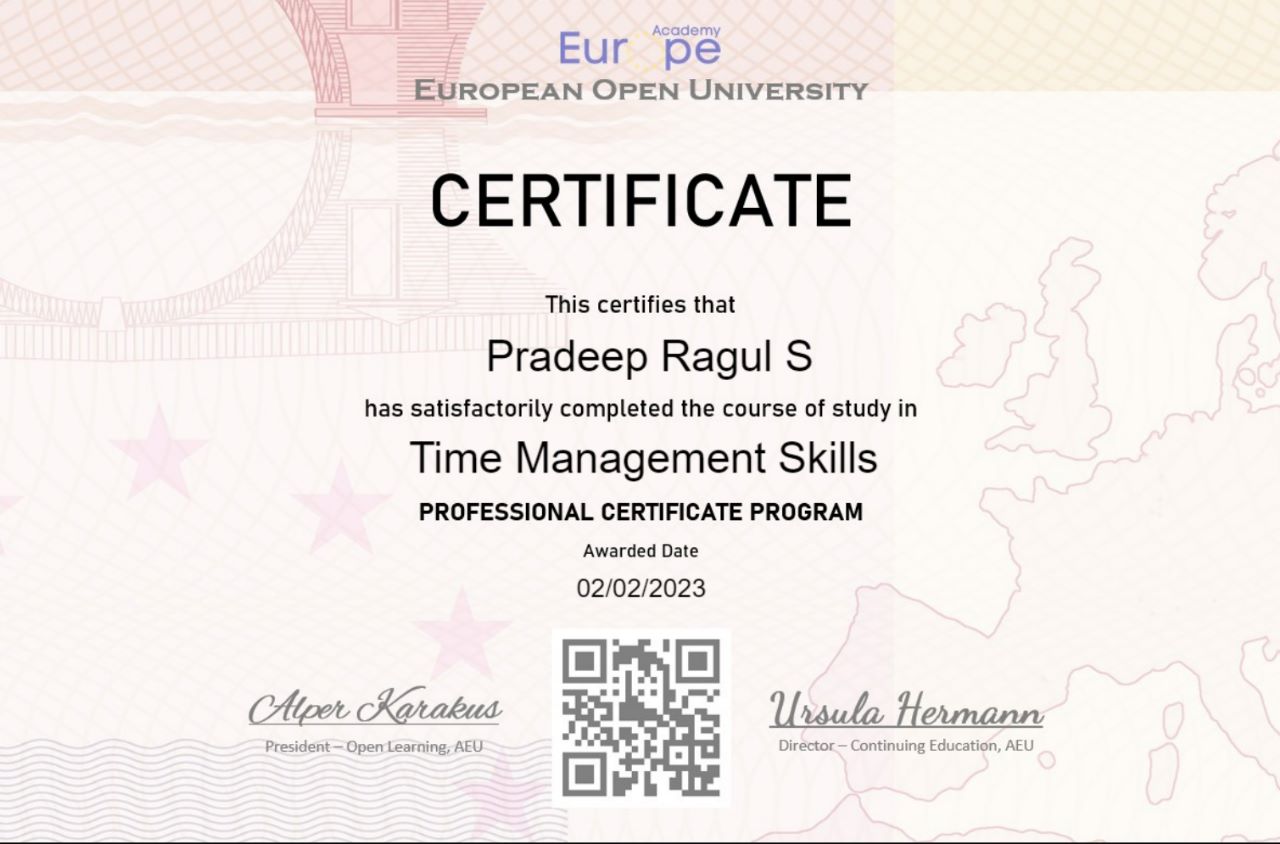 Academy
Europe
EUROPEAN OPEN UNIVERSITY
CERTIFICATE
This certifies that
Pradeep Ragul S
has satisfactorily completed the course of study in
Time Management Skills
PROFESSIONAL CERTIFICATE PROGRAM
Awarded Date
02/02/2023
Alper Karakus
President – Open Learning, AEU
Ursula Hermann
Director – Continuing Education, AEU